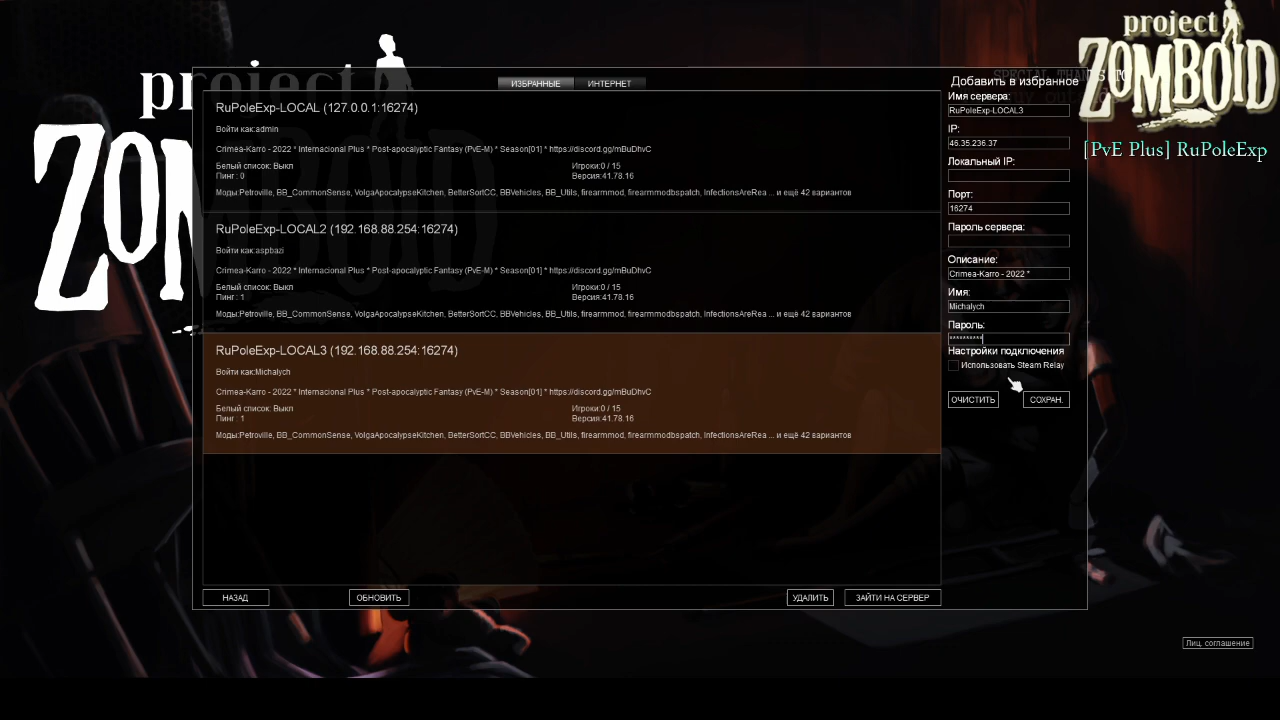 project
ZOMBOID
[PvE Plus] RuPoleExp
project
ZOMBOID
SPECIAL THANKS TO
ИЗБРАННЫЕ ИНТЕРНЕТ
RuPoleExp-LOCAL (127.0.0.1:16274)
Войти как:admin
Crimea-Karro - 2022 * Internacional Plus * Post-apocalyptic Fantasy (PvE-M) * Season[01] * https://discord.gg/mBuDhvC
Белый список: Выкл Игроки:0 / 15
Пинг : 0 Версия:41.78.16
Моды:Petroville, BB_CommonSense, VolgaApocalypseKitchen, BetterSortCC, BBVehicles, BB_Utils, firearmmod, firearmmodbspatch, InfectionsAreRea ... и ещё 42 вариантов
RuPoleExp-LOCAL2 (192.168.88.254:16274)
Войти как:aspbazi
Crimea-Karro - 2022 * Internacional Plus * Post-apocalyptic Fantasy (PvE-M) * Season[01] * https://discord.gg/mBuDhvC
Белый список: Выкл Игроки:0 / 15
Пинг : 1 Версия:41.78.16
Моды:Petroville, BB_CommonSense, VolgaApocalypseKitchen, BetterSortCC, BBVehicles, BB_Utils, firearmmod, firearmmodbspatch, InfectionsAreRea ... и ещё 42 вариантов
RuPoleExp-LOCAL3 (192.168.88.254:16274)
Войти как:Michalych
Crimea-Karro - 2022 * Internacional Plus * Post-apocalyptic Fantasy (PvE-M) * Season[01] * https://discord.gg/mBuDhvC
Белый список: Выкл Игроки:0 / 15
Пинг : 1 Версия:41.78.16
Моды:Petroville, BB_CommonSense, VolgaApocalypseKitchen, BetterSortCC, BBVehicles, BB_Utils, firearmmod, firearmmodbspatch, InfectionsAreRea ... и ещё 42 вариантов
НАЗАД ОБНОВИТЬ УДАЛИТЬ ЗАЙТИ НА СЕРВЕР
Добавить в избранное
Имя сервера:
RuPoleExp-LOCAL3
IP:
46.35.236.37
Локальный IP:
Порт:
16274
Пароль сервера:
Описание:
Crimea-Karro - 2022 *
Имя:
Michalych
Пароль:
**********
Настройки подключения
Использовать Steam Relay
ОЧИСТИТЬ СОХРАН.
Лиц. соглашение